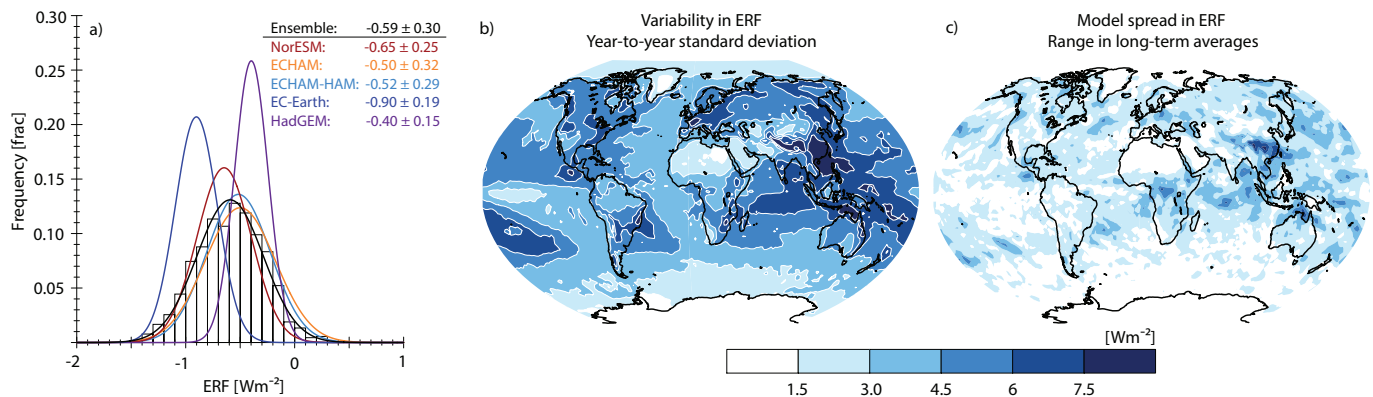 a)
Ensemble: -0.59 ± 0.30
NorESM: -0.65 ± 0.25
ECHAM: -0.50 ± 0.32
ECHAM-HAM: -0.52 ± 0.29
EC-Earth: -0.90 ± 0.19
HadGEM: -0.40 ± 0.15
Frequency [frac]
0.30
0.25
0.20
0.15
0.10
0.05
-2 -1 0 1
ERF [Wm⁻²]
b)
Variability in ERF
Year-to-year standard deviation
c)
Model spread in ERF
Range in long-term averages
[Wm⁻²]
1.5 3.0 4.5 6 7.5